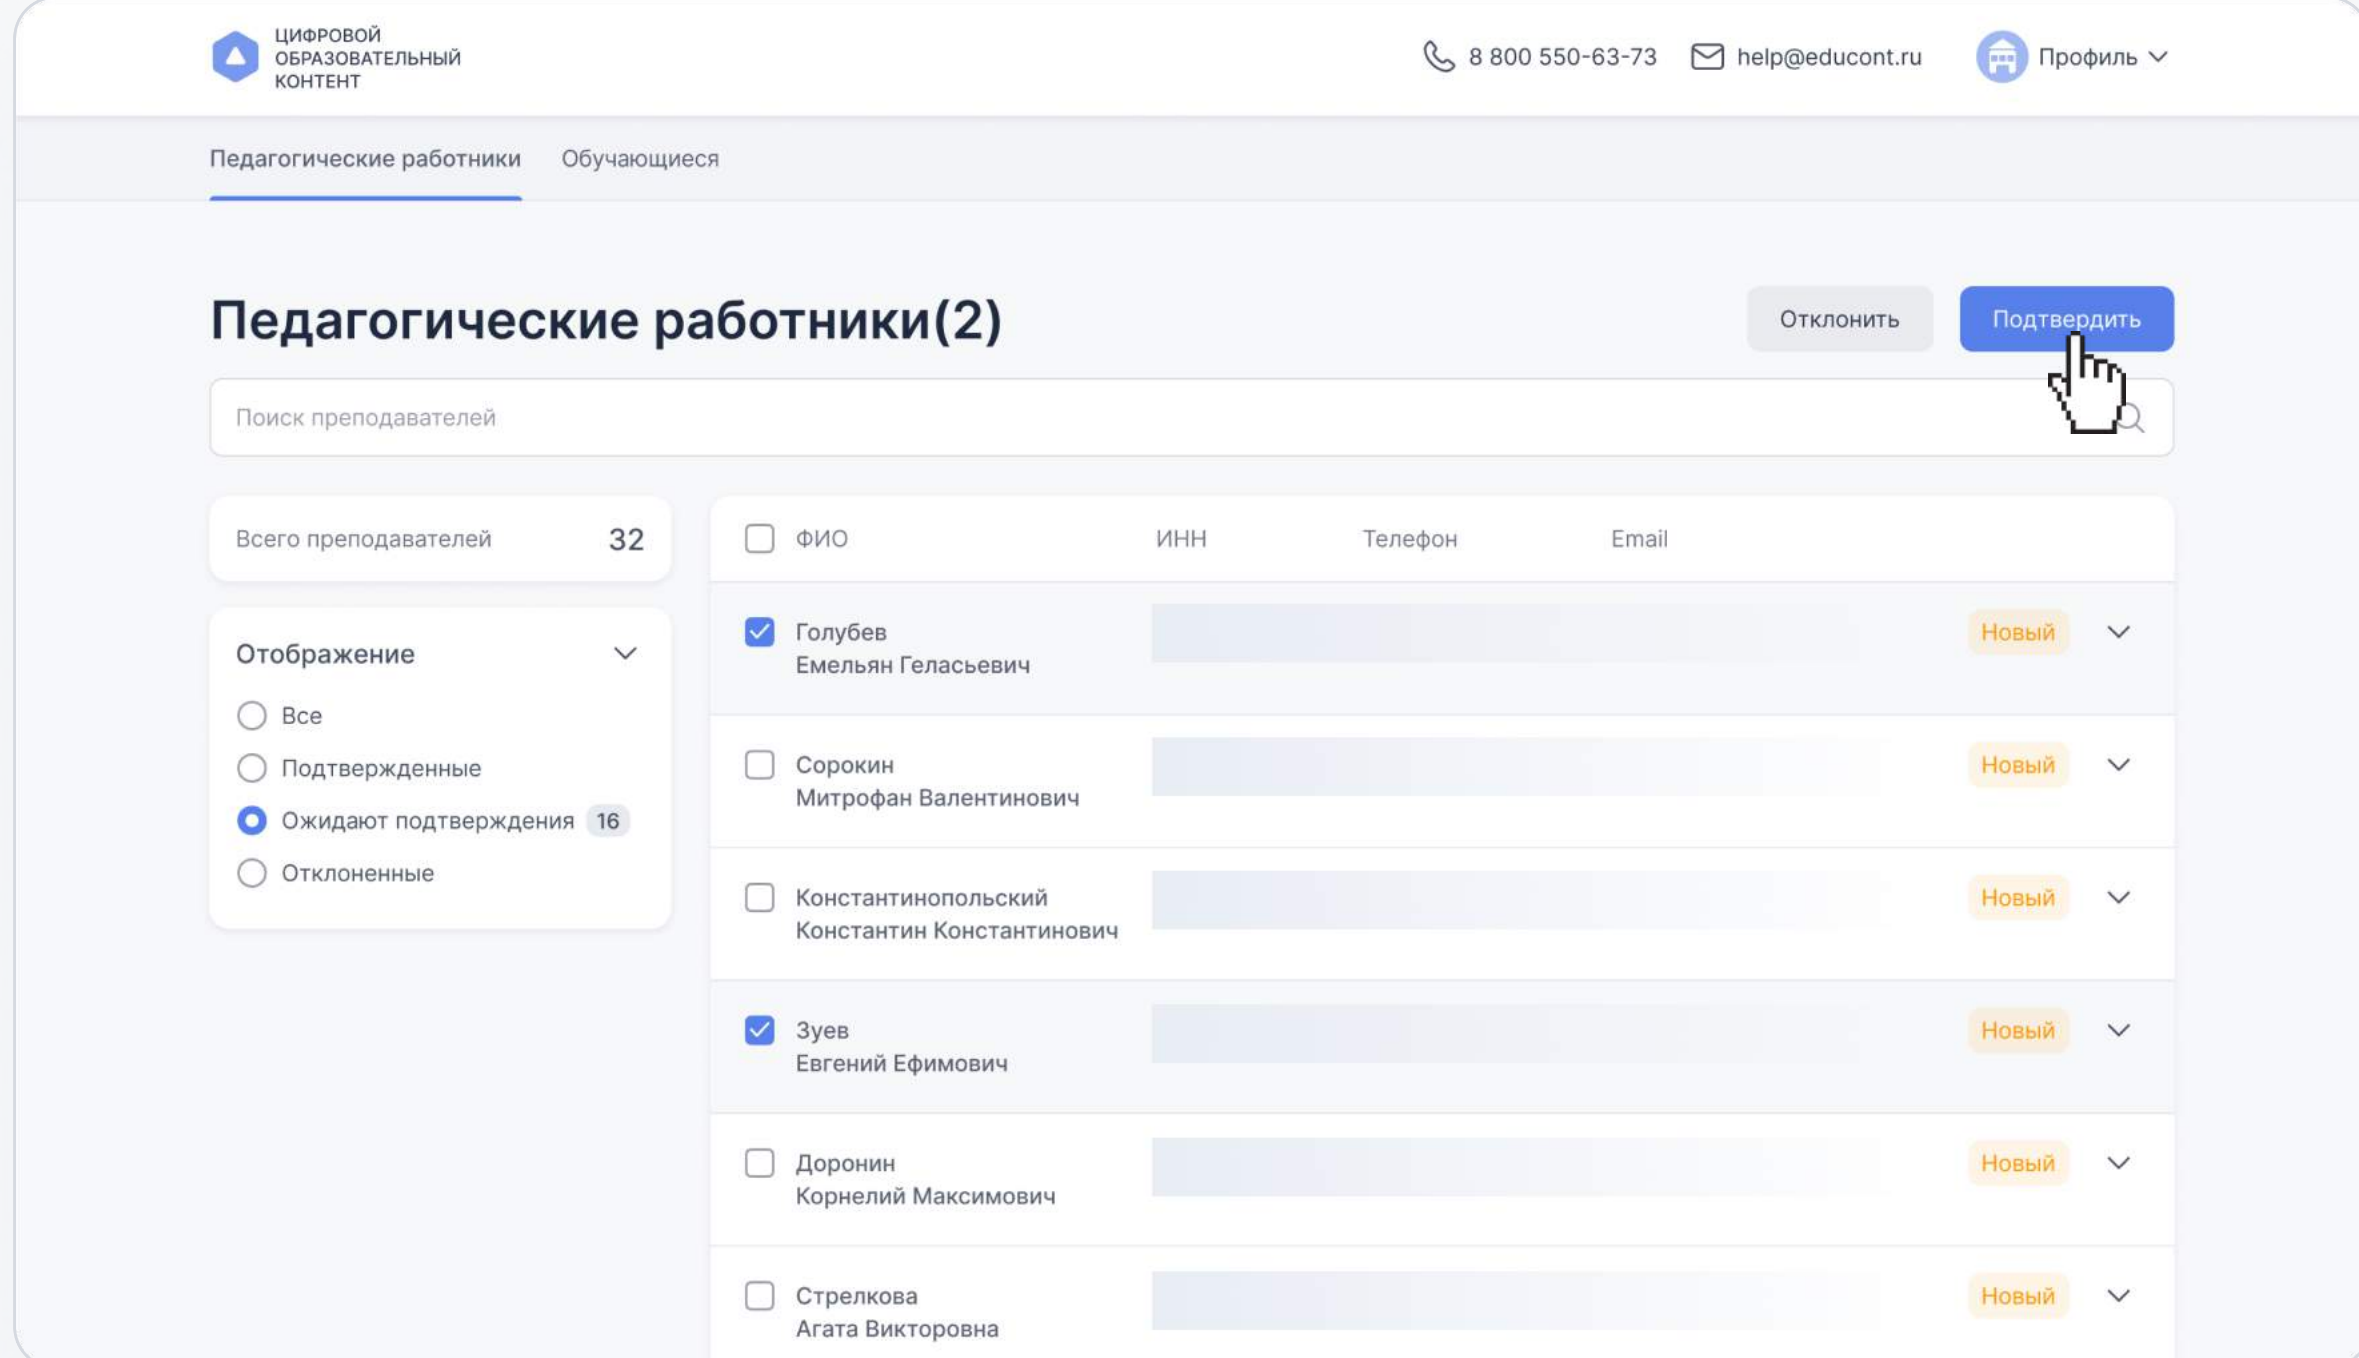 ЦИФРОВОЙ
ОБРАЗОВАТЕЛЬНЫЙ
КОНТЕНТ
8 800 550-63-73
help@educont.ru
Профиль
Педагогические работники
Обучающиеся
Педагогические работники(2)
Отклонить
Подтвердить
Поиск преподавателей
Всего преподавателей 32
Отображение
Все
Подтвержденные
Ожидают подтверждения 16
Отклоненные
ФИО ИНН Телефон Email
Голубев
Емельян Геласьевич
Новый
Сорокин
Митрофан Валентинович
Новый
Константинопольский
Константин Константинович
Новый
Зуев
Евгений Ефимович
Новый
Доронин
Корнелий Максимович
Новый
Стрелкова
Агата Викторовна
Новый